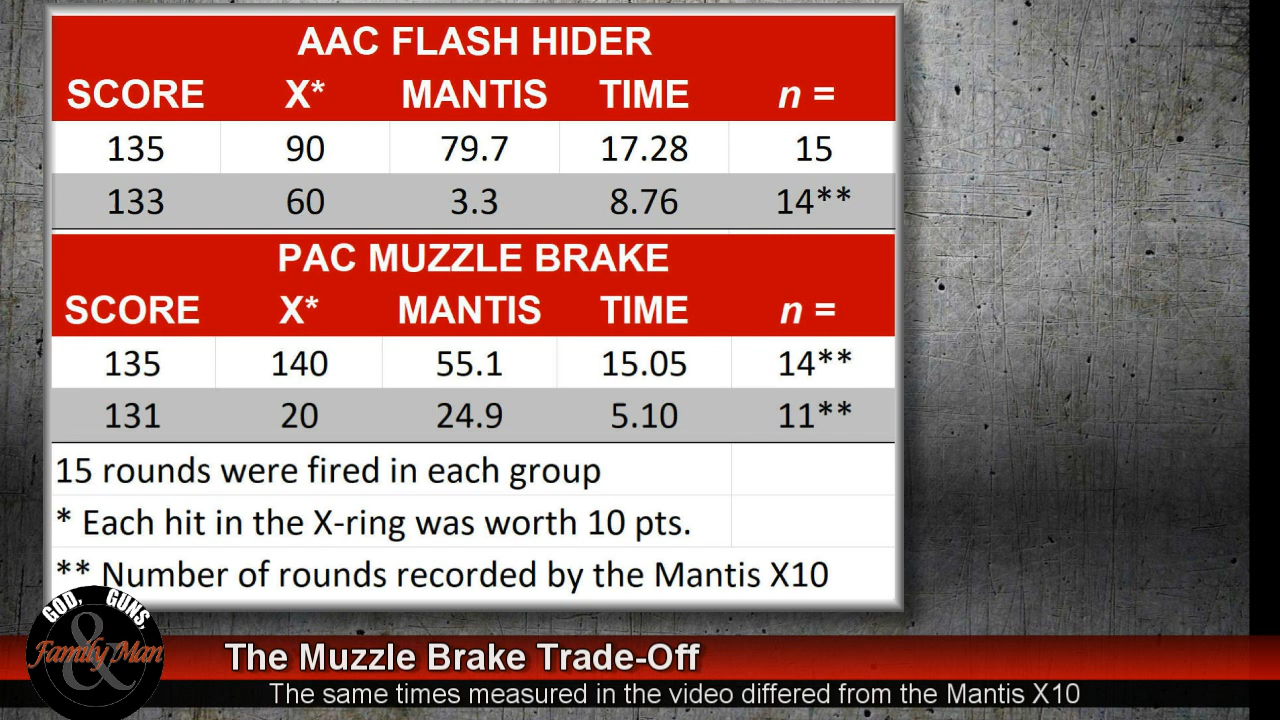 AAC FLASH HIDER
SCORE X* MANTIS TIME n =
135 90 79.7 17.28 15
133 60 3.3 8.76 14**
PAC MUZZLE BRAKE
SCORE X* MANTIS TIME n =
135 140 55.1 15.05 14**
131 20 24.9 5.10 11**
15 rounds were fired in each group
* Each hit in the X-ring was worth 10 pts.
** Number of rounds recorded by the Mantis X10
GOD, GUNS,
&
Family Man
The Muzzle Brake Trade-Off
The same times measured in the video differed from the Mantis X10